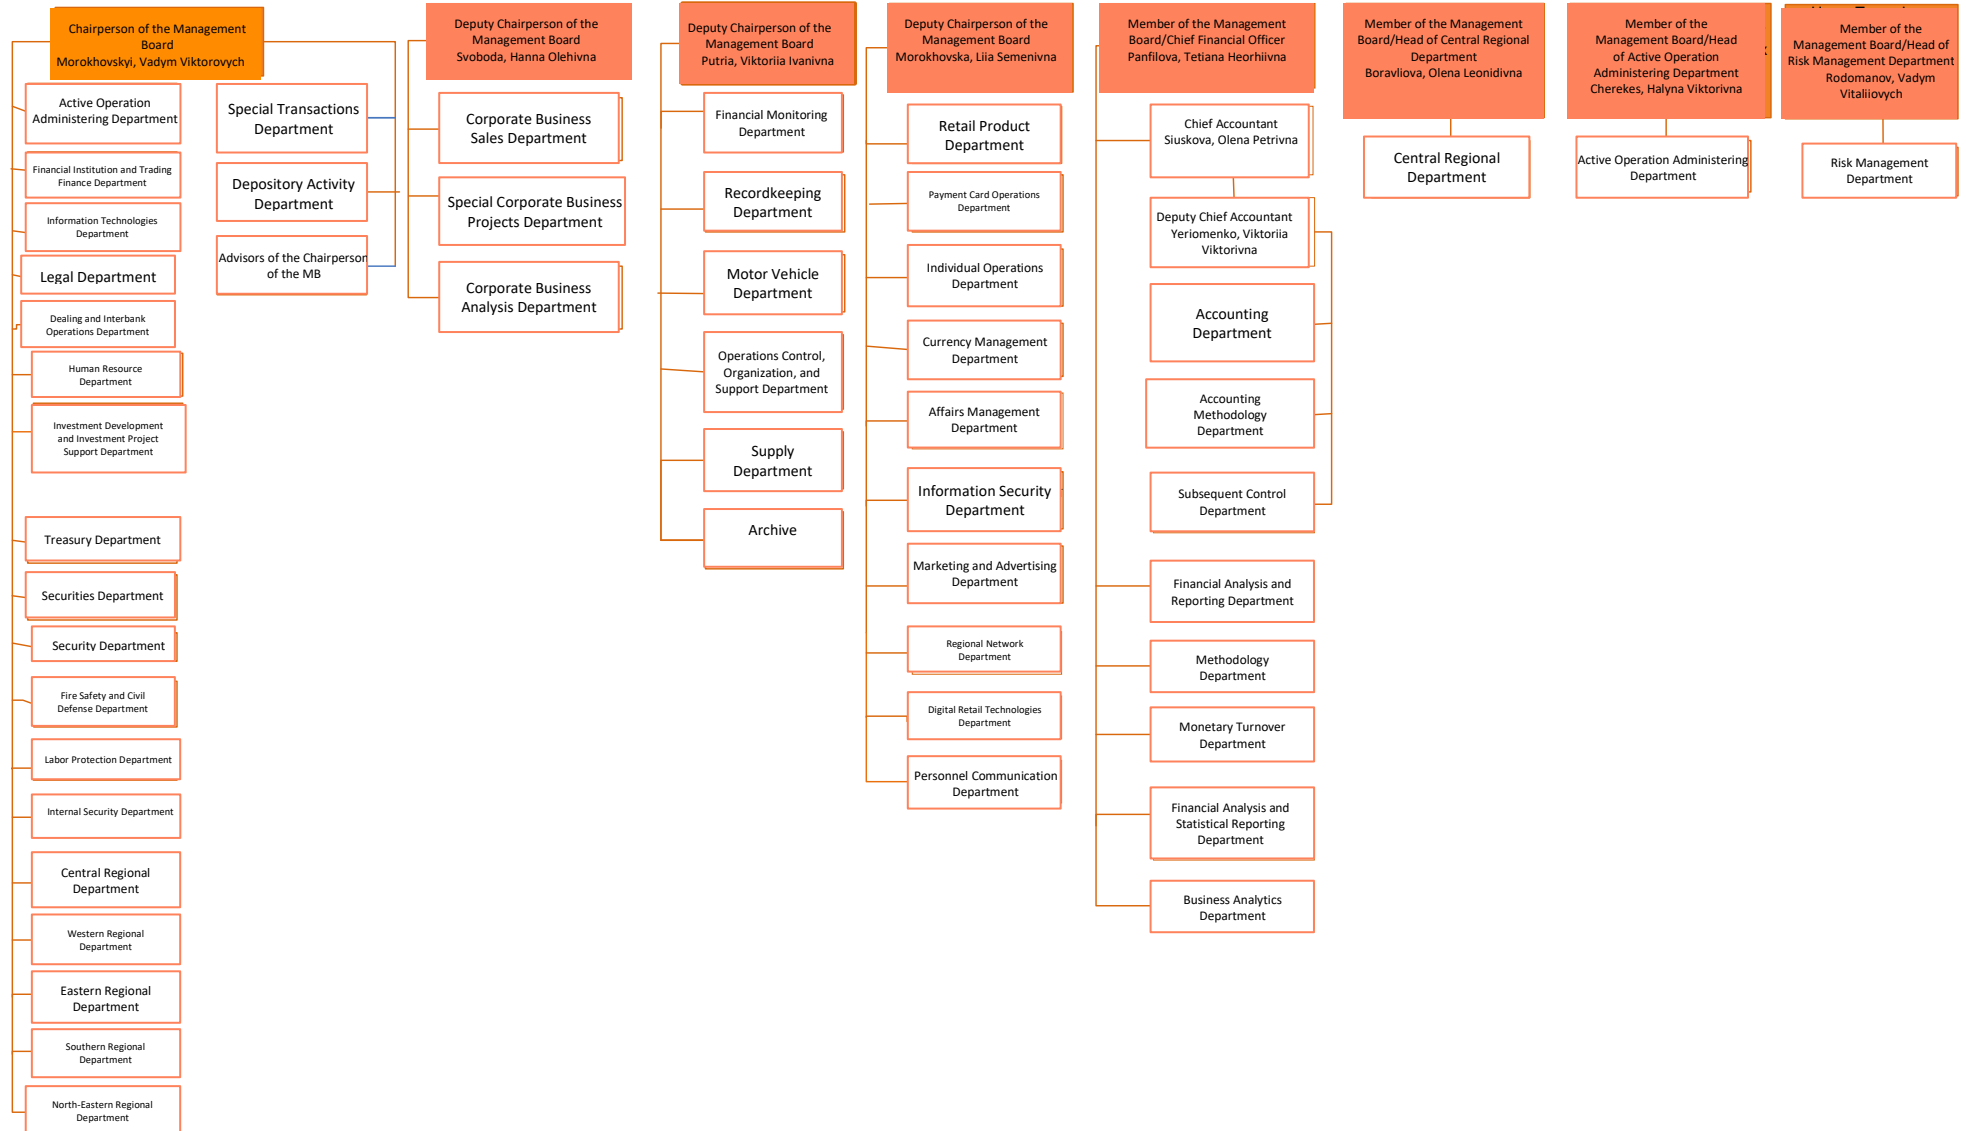 Chairperson of the Management
Board
Morokhovskyi, Vadym Viktorovych
Active Operation
Administering Department
Financial Institution and Trading
Finance Department
Information Technologies
Department
Legal Department
Dealing and Interbank
Operations Department
Human Resource
Department
Investment Development
and Investment Project
Support Department
Treasury Department
Securities Department
Security Department
Fire Safety and Civil
Defense Department
Labor Protection Department
Internal Security Department
Central Regional
Department
Western Regional
Department
Eastern Regional
Department
Southern Regional
Department
North-Eastern Regional
Department
Special Transactions
Department
Depository Activity
Department
Advisors of the Chairperson
of the MB
Deputy Chairperson of the
Management Board
Svoboda, Hanna Olehivna
Corporate Business
Sales Department
Special Corporate Business
Projects Department
Corporate Business
Analysis Department
Deputy Chairperson of the
Management Board
Putria, Viktoriia Ivanivna
Financial Monitoring
Department
Recordkeeping
Department
Motor Vehicle
Department
Operations Control,
Organization, and
Support Department
Supply
Department
Archive
Deputy Chairperson of the
Management Board
Morokhovska, Liia Semenivna
Retail Product
Department
Payment Card Operations
Department
Individual Operations
Department
Currency Management
Department
Affairs Management
Department
Information Security
Department
Marketing and Advertising
Department
Regional Network
Department
Digital Retail Technologies
Department
Personnel Communication
Department
Member of the Management
Board/Chief Financial Officer
Panfilova, Tetiana Heorhiivna
Chief Accountant
Siuskova, Olena Petrivna
Deputy Chief Accountant
Yeriomenko, Viktoriia
Viktorivna
Accounting
Department
Accounting
Methodology
Department
Subsequent Control
Department
Financial Analysis and
Reporting Department
Methodology
Department
Monetary Turnover
Department
Financial Analysis and
Statistical Reporting
Department
Business Analytics
Department
Member of the Management
Board/Head of Central Regional
Department
Boravliova, Olena Leonidivna
Central Regional
Department
Member of the
Management Board/Head
of Active Operation
Administering Department
Cherekes, Halyna Viktorivna
Active Operation Administering
Department
Member of the
Management Board/Head of
Risk Management Department
Rodomanov, Vadym
Vitaliiovych
Risk Management
Department